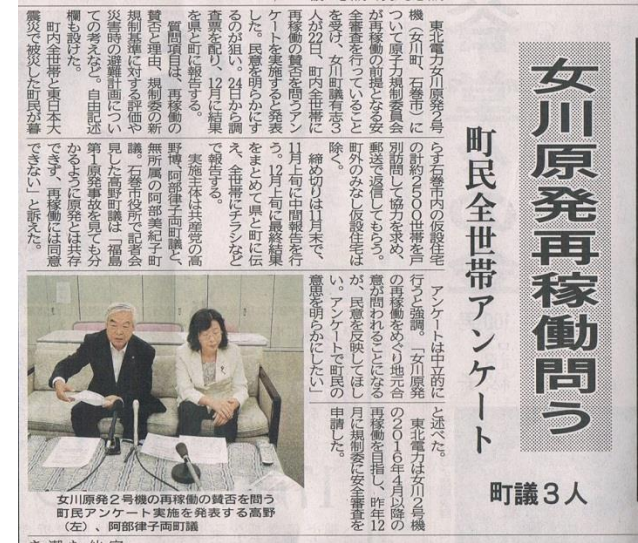 女川原発再稼働問う
町民全世帯アンケート
町議3人
東北電力女川原発2号
機(女川町、石巻市)に
ついて原子力規制委員会
が再稼働の前提となる安
全審査を行っていること
を受け、女川町議有志3
人が22日、町内全世帯に
再稼働の賛否を問うアン
ケートを実施すると発表
した。民意を明らかにす
るのが狙い。24日から調
査票を配り、12月に結果
を県と町に報告する。
質問項目は、再稼働の
賛否と理由、規制委の新
規制基準に対する評価や
災害時の避難計画につい
ての考えなど。自由記述
欄も設けた。
町内全世帯と東日本大
震災で被災した町民が暮
らす石巻市内の仮設住宅
の計約2500世帯を戸
別訪問して協力を求め、
郵送で返信してもらう。
町外のみなし仮設住宅は
除く。
締め切りは11月末で、
11月上旬に中間報告を行
う。12月上旬に最終結果
をまとめて県と町に伝
え、全世帯にチラシなど
で報告する。
実施主体は共産党の高
野博、阿部律子両町議と、
無所属の阿部美紀子町
議。石巻市役所で記者会
見した高野町議は「福島
第1原発事故を見ても分
かるように原発とは共存
できず、再稼働には同意
できない」と訴えた。
アンケートは中立的に
行うと強調。「女川原発
の再稼働をめぐり地元合
意が問われることになる
が、民意を反映してほし
い。アンケートで町民の
意思を明らかにしたい」
と述べた。
東北電力は女川2号機
の2016年4月以降の
再稼働を目指し、昨年12
月に規制委に安全審査を
申請した。
女川原発2号機の再稼働の賛否を問う
町民アンケート実施を発表する高野
(左)、阿部律子両町議